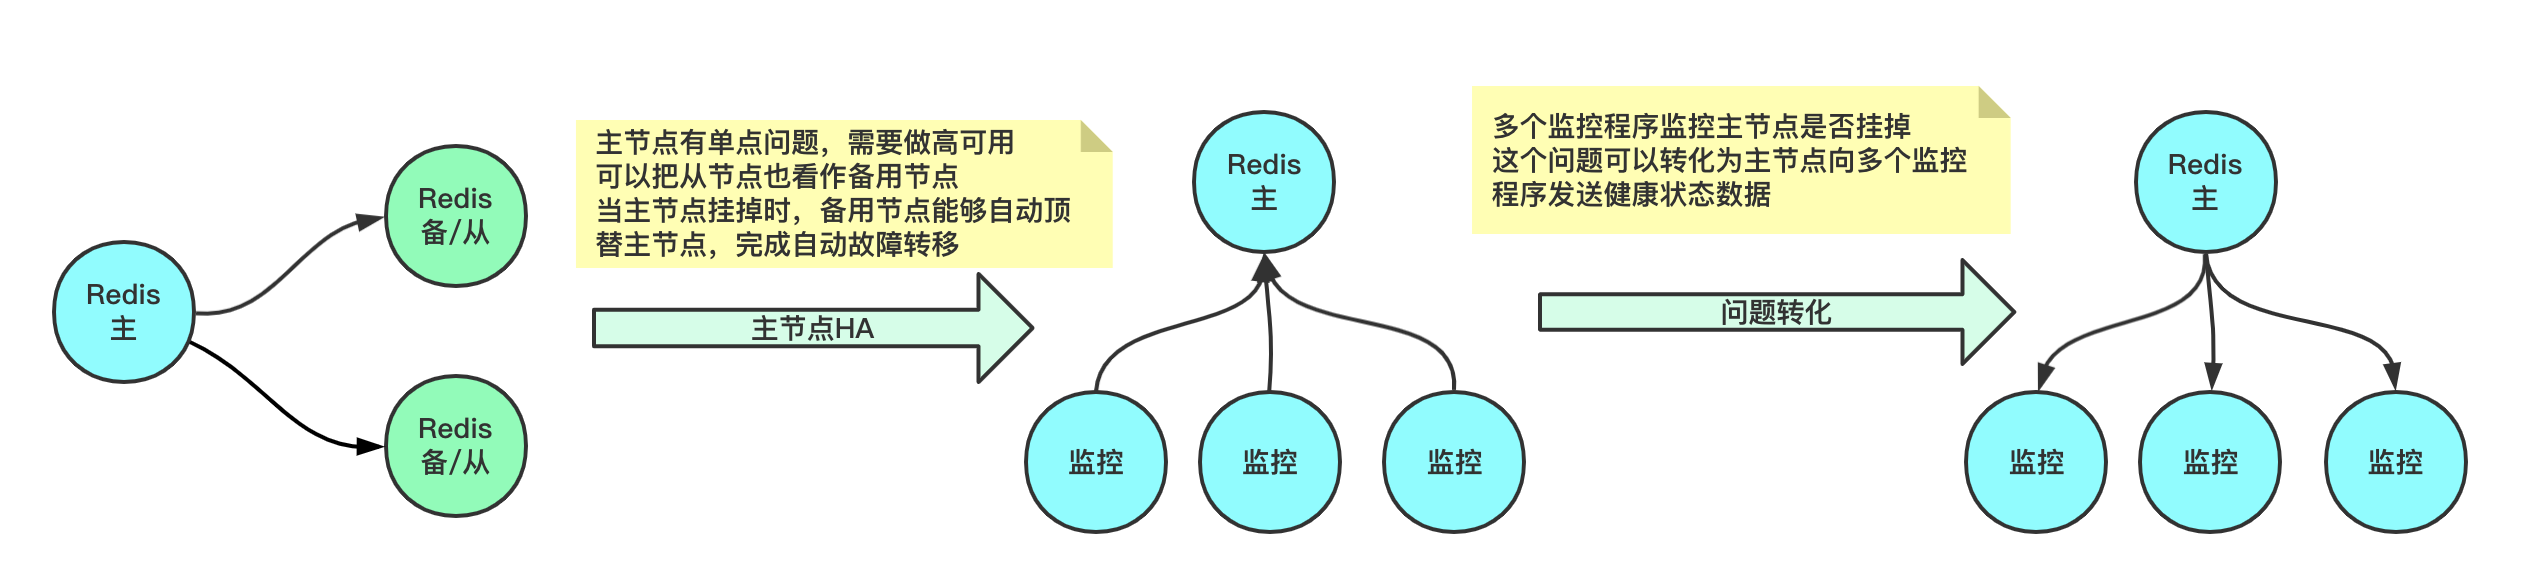 Redis
主
Redis
备/从
Redis
备/从
主节点有单点问题，需要做高可用
可以把从节点也看作备用节点
当主节点挂掉时，备用节点能够自动顶
替主节点，完成自动故障转移
主节点HA
Redis
主
监控
监控
监控
多个监控程序监控主节点是否挂掉
这个问题可以转化为主节点向多个监控
程序发送健康状态数据
问题转化
Redis
主
监控
监控
监控